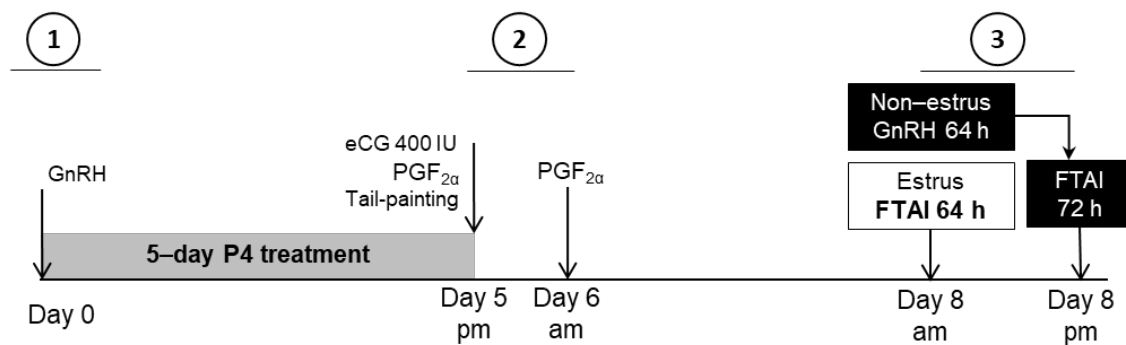 1
2
3
Non–estrus
GnRH 64 h
eCG 400 IU
GnRH
PGF2α
PGF2α
Tail-painting
Estrus
FTAI 64 h
FTAI
72 h
5–day P4 treatment
Day 0
Day 5
pm
Day 6
am
Day 8
am
Day 8
pm